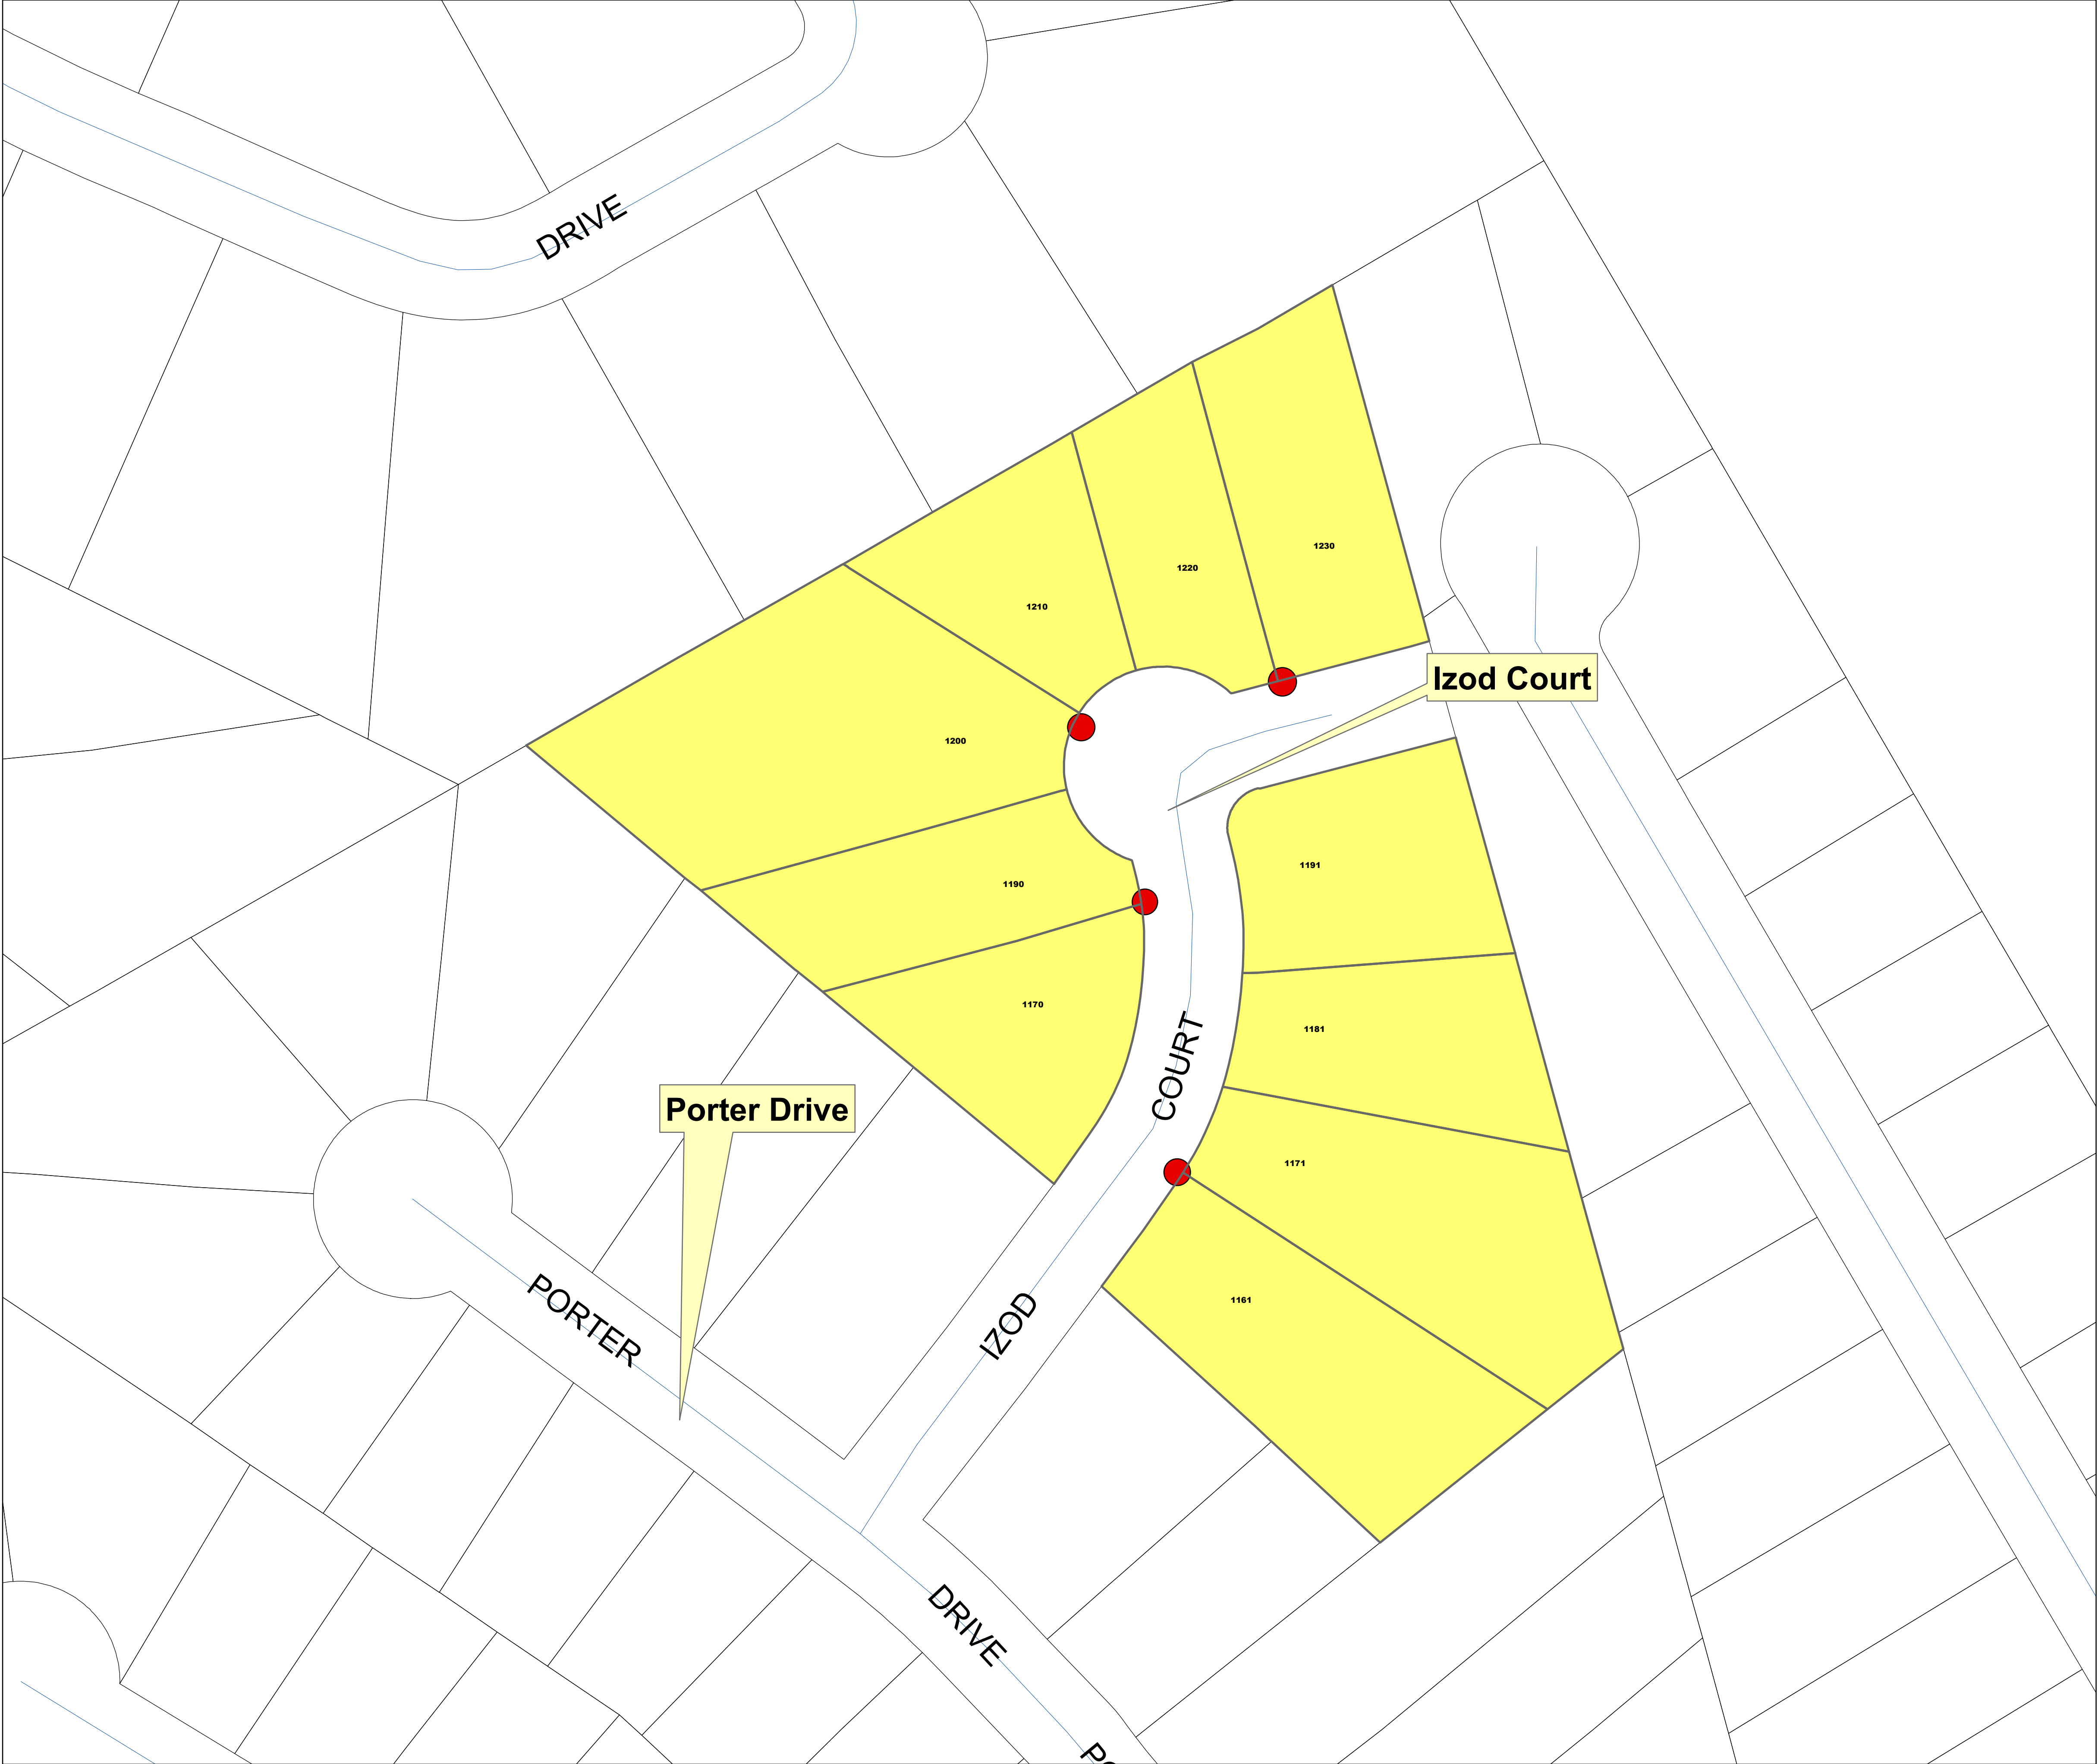 DRIVE
1230
1220
1210
Izod Court
1200
1191
1190
1170
1181
COURT
Porter Drive
1171
1161
IZOD
PORTER
DRIVE